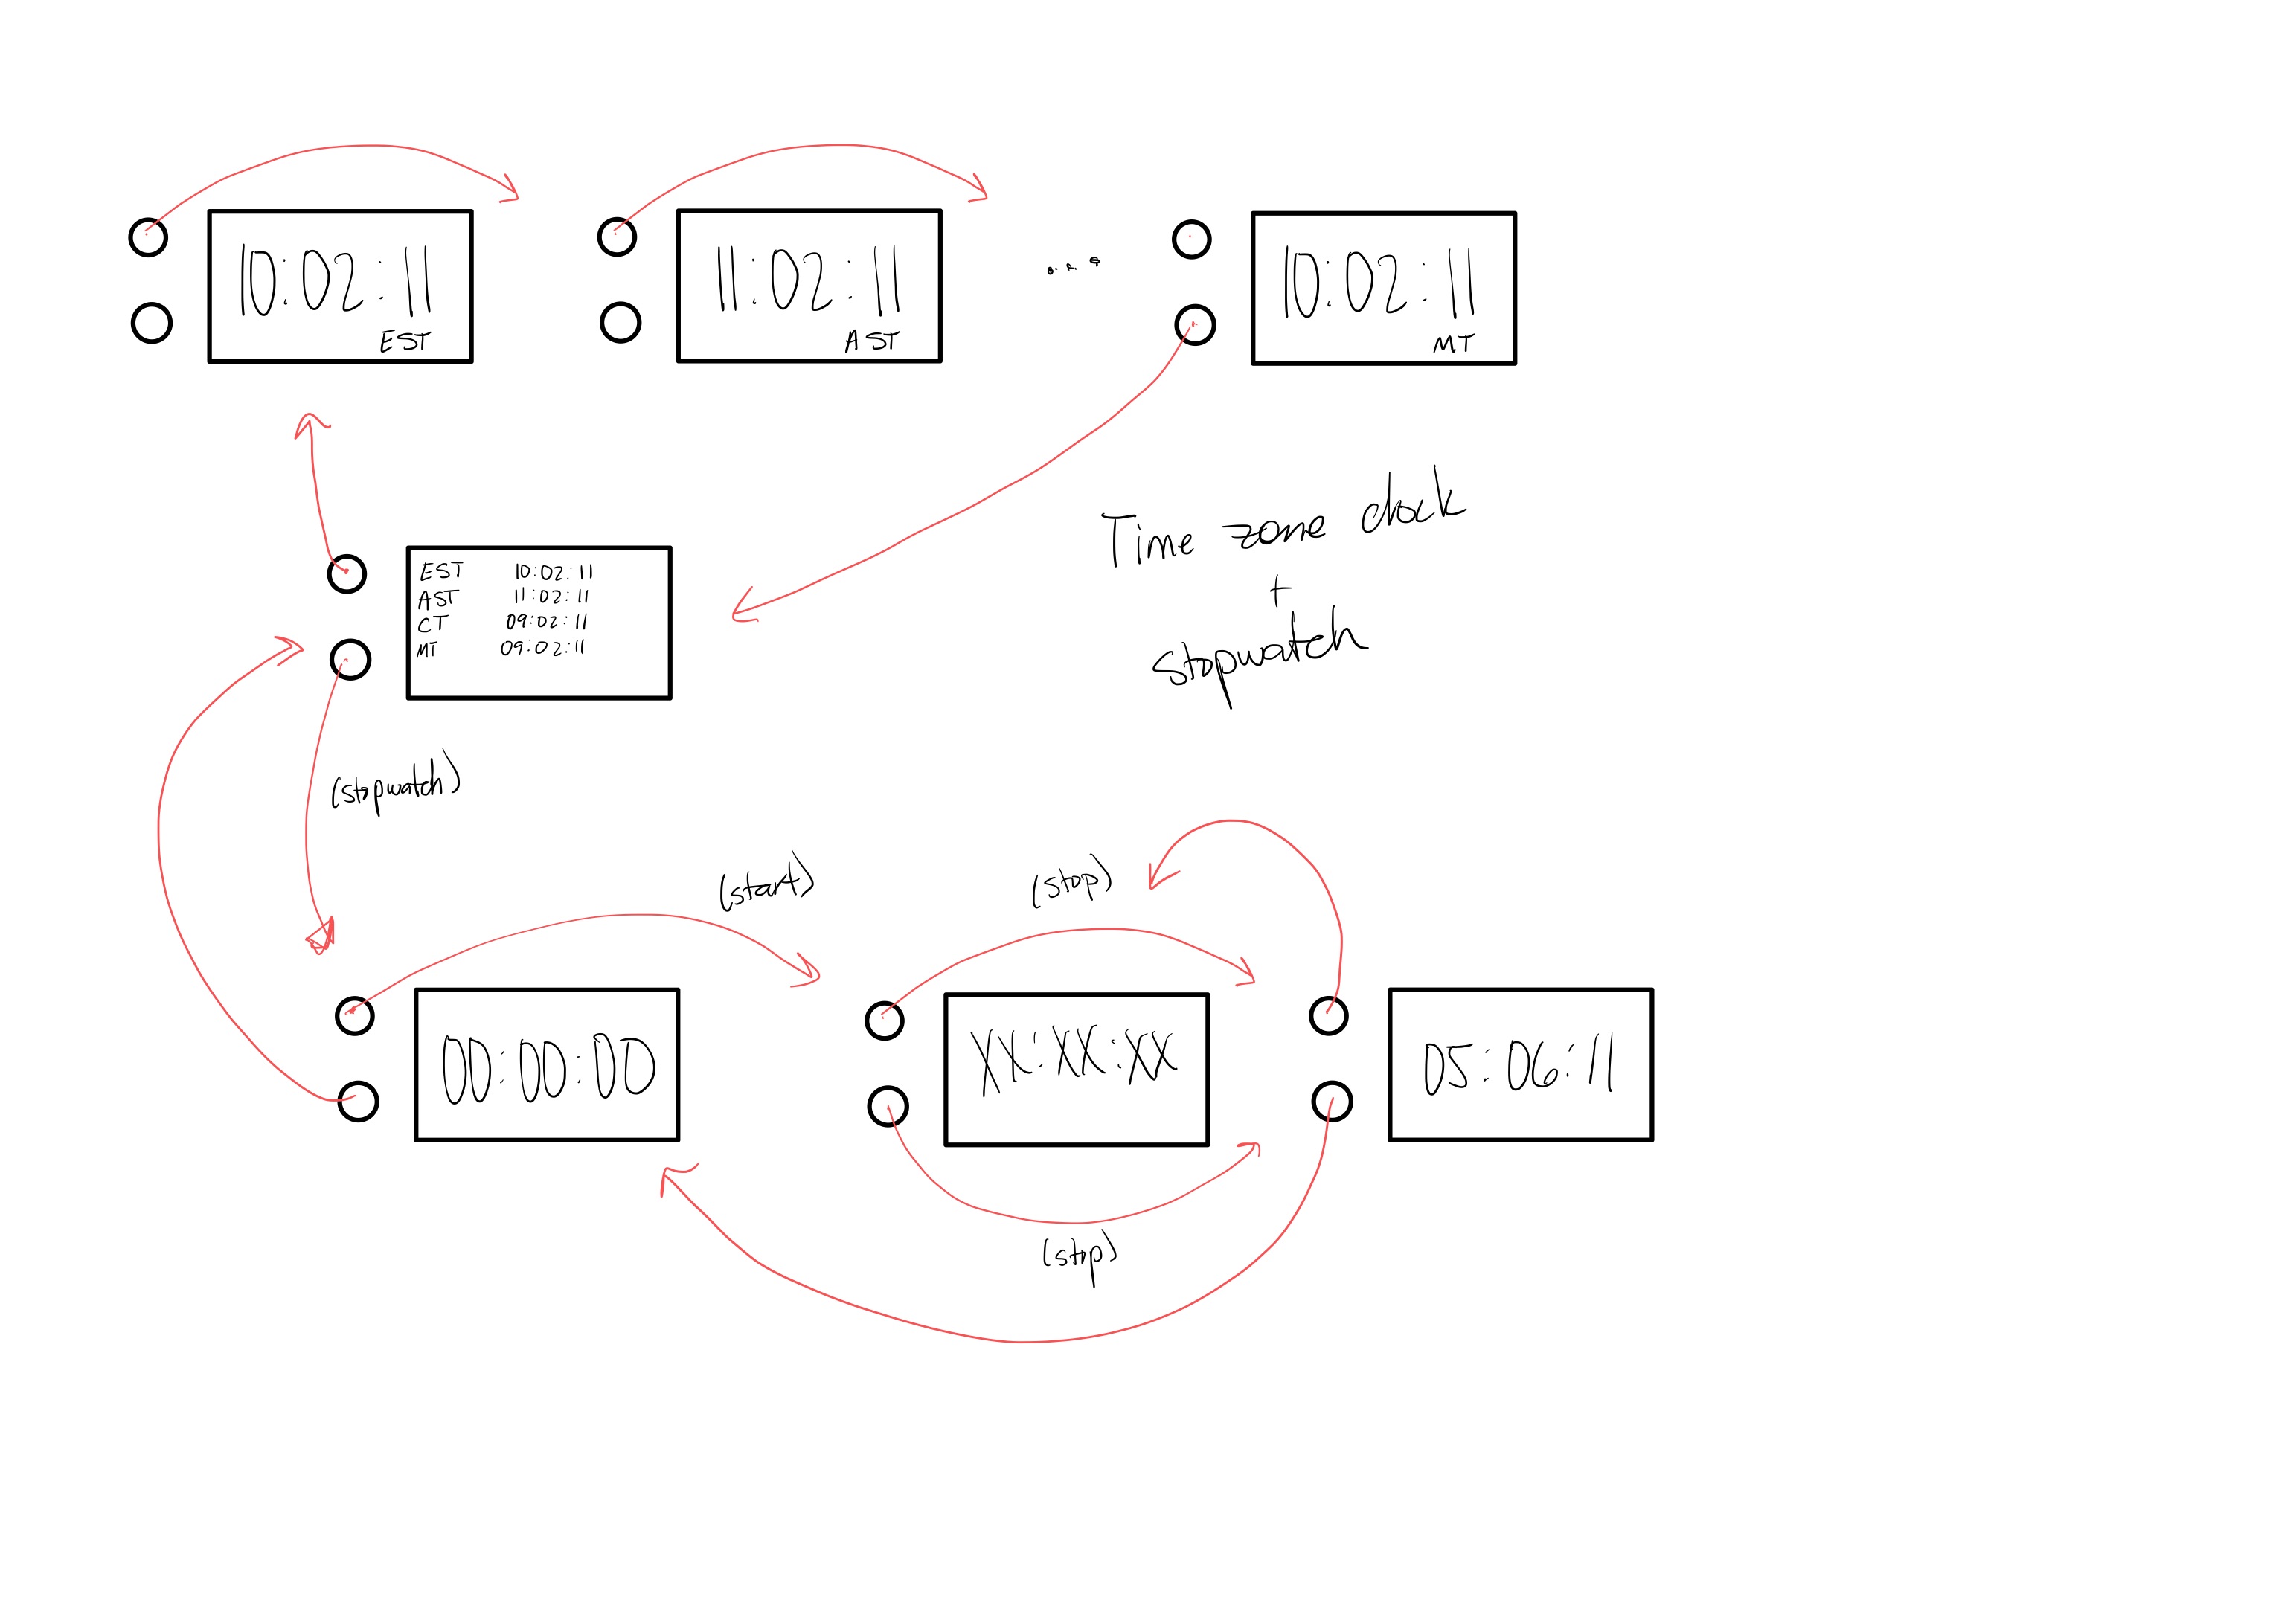 10:02:11
EST
11:02:11
AST
10:02:11
MT
EST 10:02:11
AST 11:02:11
CT 09:02:11
MT 09:02:11
Time zone clock
+
stopwatch
(stopwatch)
(start)
(stop)
00:00:00
XX:XX:XX
05:06:11
(stop)